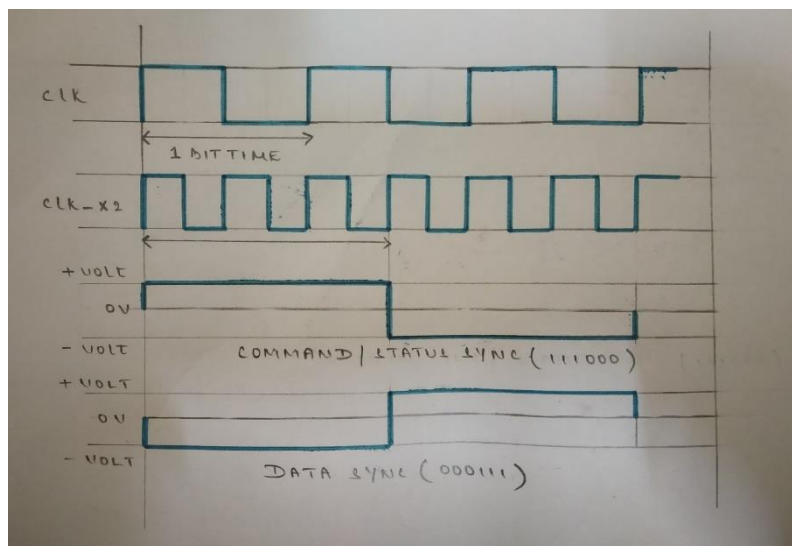 CLK
1 BIT TIME
CLK_X2
+VOLT
0V
- VOLT
COMMAND/STATUS SYNC (111000)
+ VOLT
0V
- VOLT
DATA SYNC (000111)